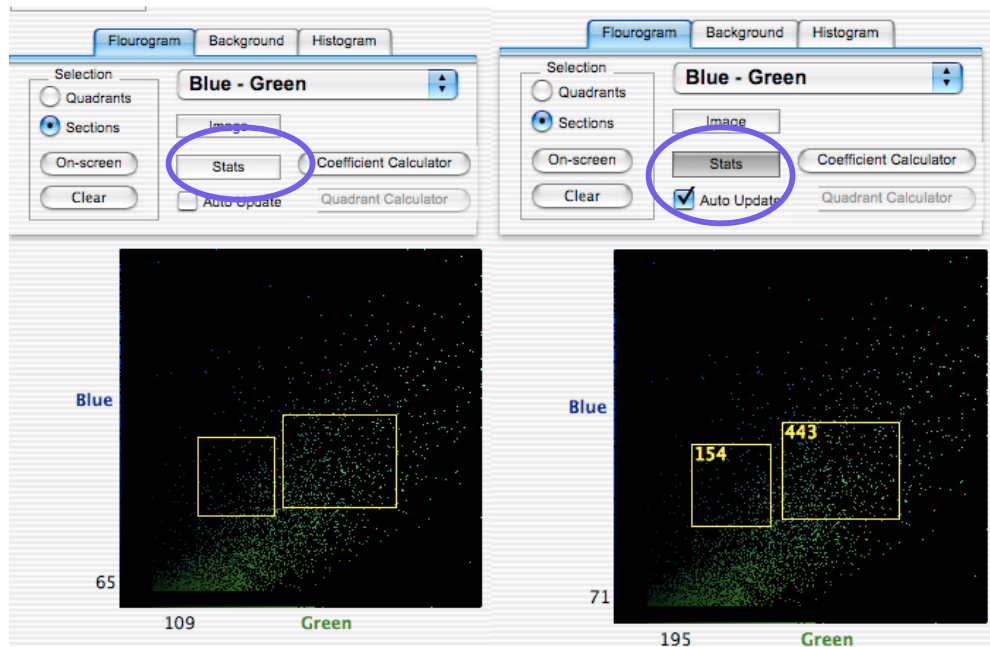 Flourogram Background Histogram
Selection
Quadrants
Sections
On-screen
Clear
Blue - Green
Image
Stats
Auto Update
Coefficient Calculator
Quadrant Calculator
Blue
65
109
Green
Flourogram Background Histogram
Selection
Quadrants
Sections
On-screen
Clear
Blue - Green
Image
Stats
Auto Update
Coefficient Calculator
Quadrant Calculator
Blue
154
443
71
195
Green